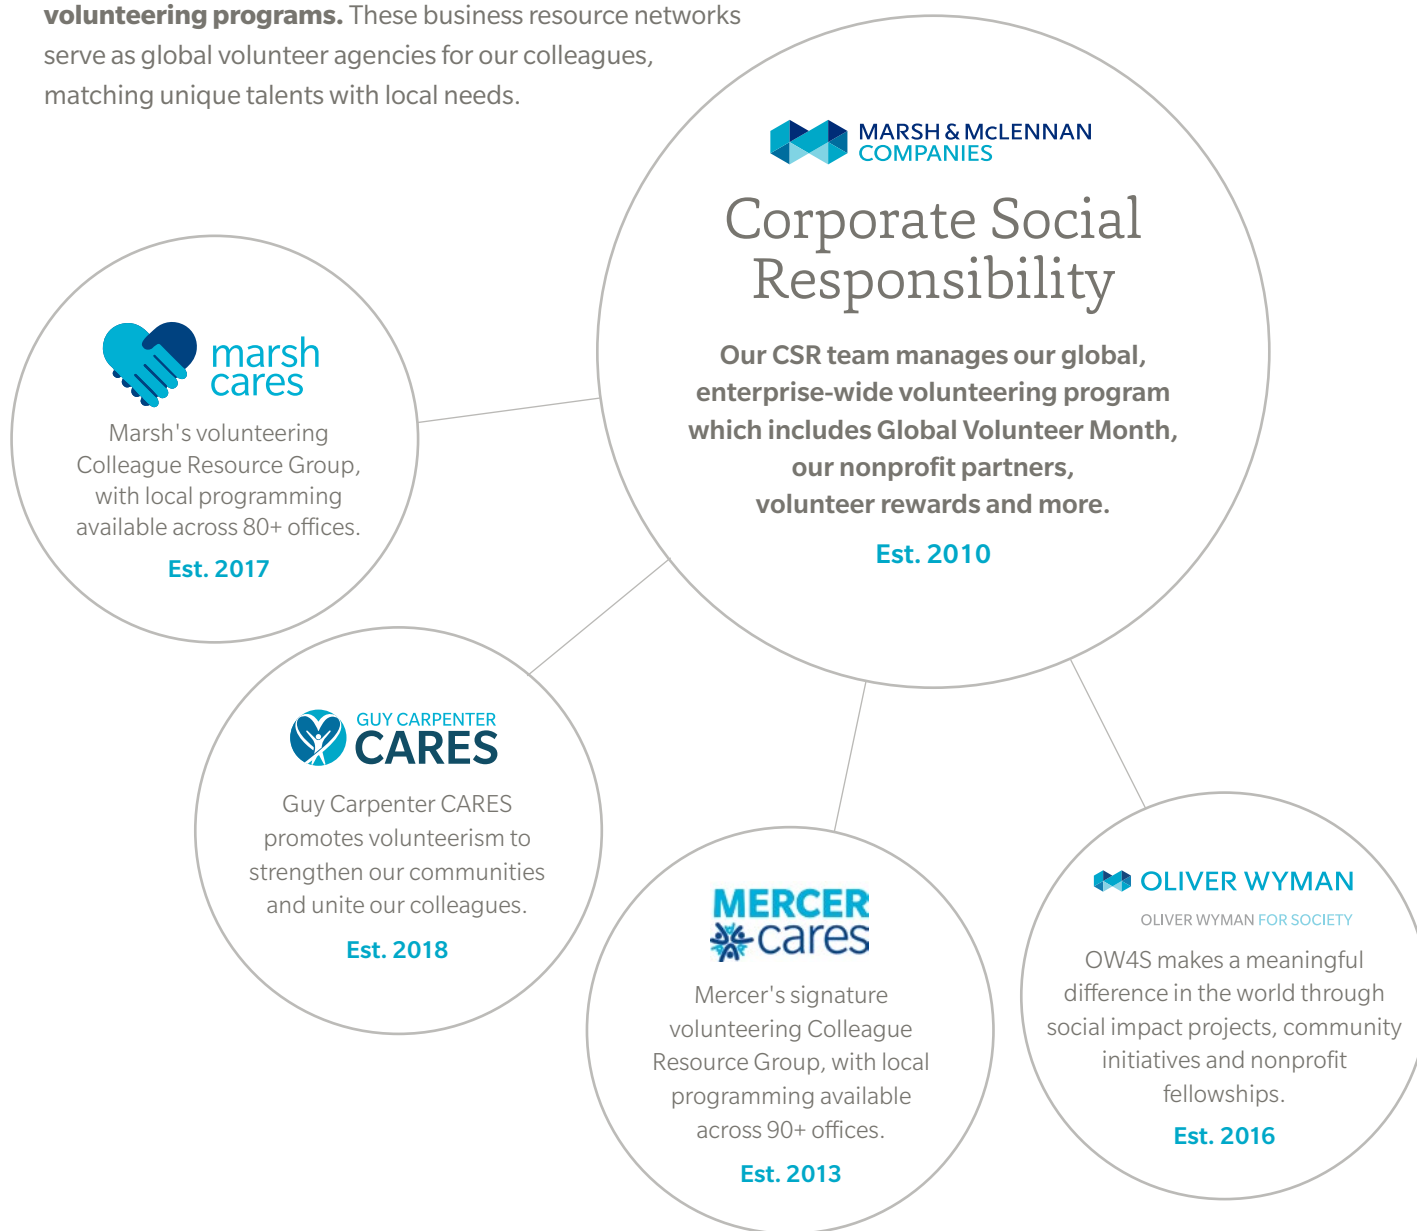 volunteering programs. These business resource networks
serve as global volunteer agencies for our colleagues,
matching unique talents with local needs.
MARSH & McLENNAN
COMPANIES
Corporate Social
Responsibility
Our CSR team manages our global,
enterprise-wide volunteering program
which includes Global Volunteer Month,
our nonprofit partners,
volunteer rewards and more.
Est. 2010
marsh
cares
Marsh's volunteering
Colleague Resource Group,
with local programming
available across 80+ offices.
Est. 2017
GUY CARPENTER
CARES
Guy Carpenter CARES
promotes volunteerism to
strengthen our communities
and unite our colleagues.
Est. 2018
MERCER
cares
Mercer's signature
volunteering Colleague
Resource Group, with local
programming available
across 90+ offices.
Est. 2013
OLIVER WYMAN
OLIVER WYMAN FOR SOCIETY
OW4S makes a meaningful
difference in the world through
social impact projects, community
initiatives and nonprofit
fellowships.
Est. 2016